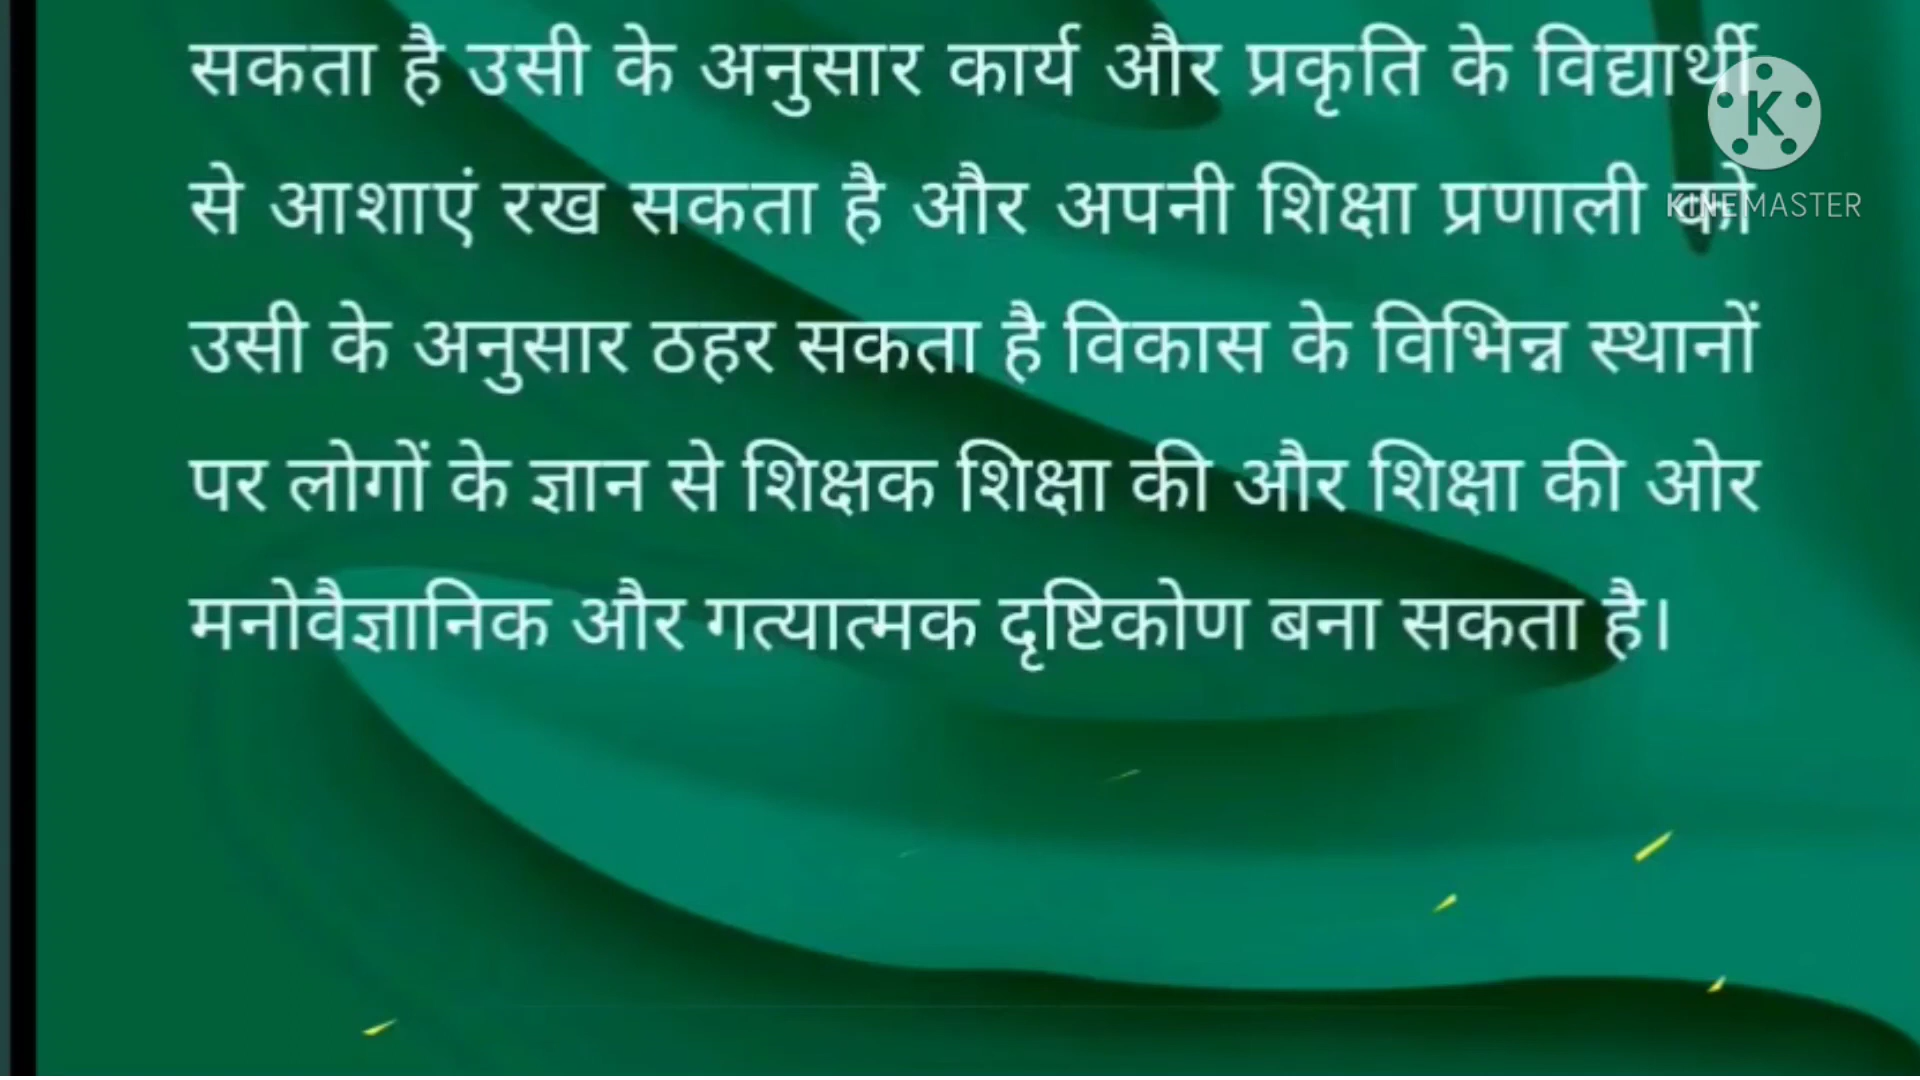 सकता है उसी के अनुसार कार्य और प्रकृति के विद्यार्थी
से आशाएं रख सकता है और अपनी शिक्षा प्रणाली को
उसी के अनुसार ठहर सकता है विकास के विभिन्न स्थानों
पर लोगों के ज्ञान से शिक्षक शिक्षा की और शिक्षा की ओर
मनोवैज्ञानिक और गत्यात्मक दृष्टिकोण बना सकता है।
K
KINEMASTER